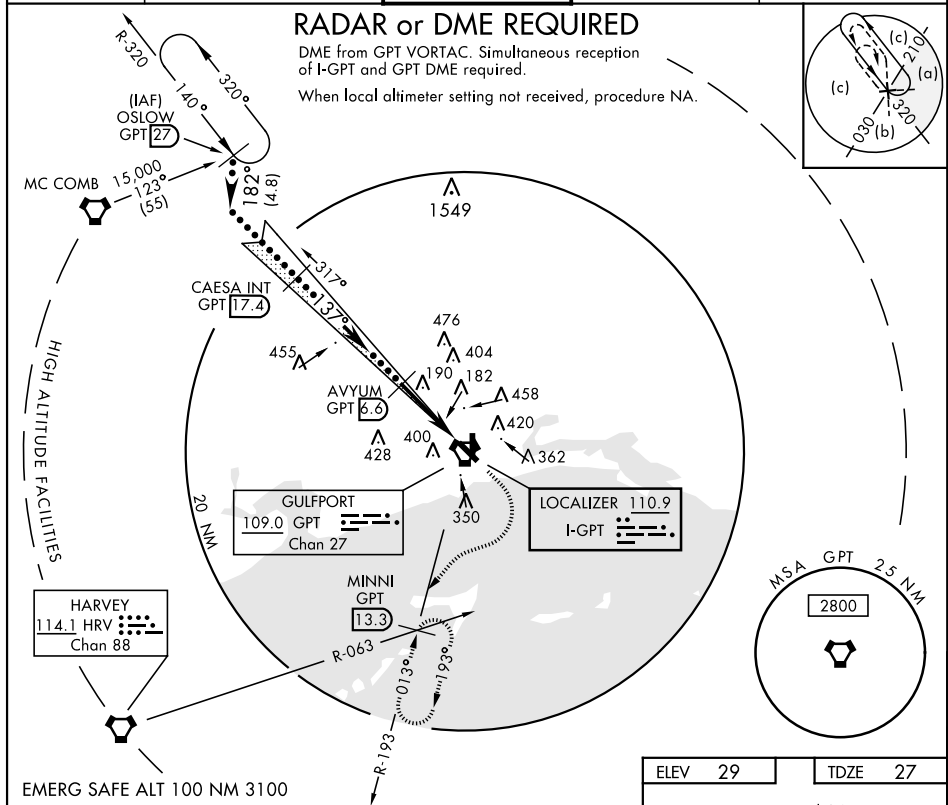 RADAR or DME REQUIRED
DME from GPT VORTAC. Simultaneous reception
of I-GPT and GPT DME required.
When local altimeter setting not received, procedure NA.
R-320
320°
140°
(IAF)
OSLOW
GPT 27
MC COMB
15,000
123°
(55)
182°
(4.8)
(c)
210
(a)
(c)
320
030
(b)
1549
317°
CAESA INT
GPT 17.4
137°
476
404
455
190
182
458
AVYUM
GPT 6.6
420
428
400
362
HIGH ALTITUDE FACILITIES
20 NM
GULFPORT
109.0 GPT
Chan 27
350
LOCALIZER 110.9
I-GPT
MINNI
GPT
13.3
MSA GPT 25 NM
2800
HARVEY
114.1 HRV
Chan 88
R-063
013°
193°
R-193
EMERG SAFE ALT 100 NM 3100
ELEV 29
TDZE 27